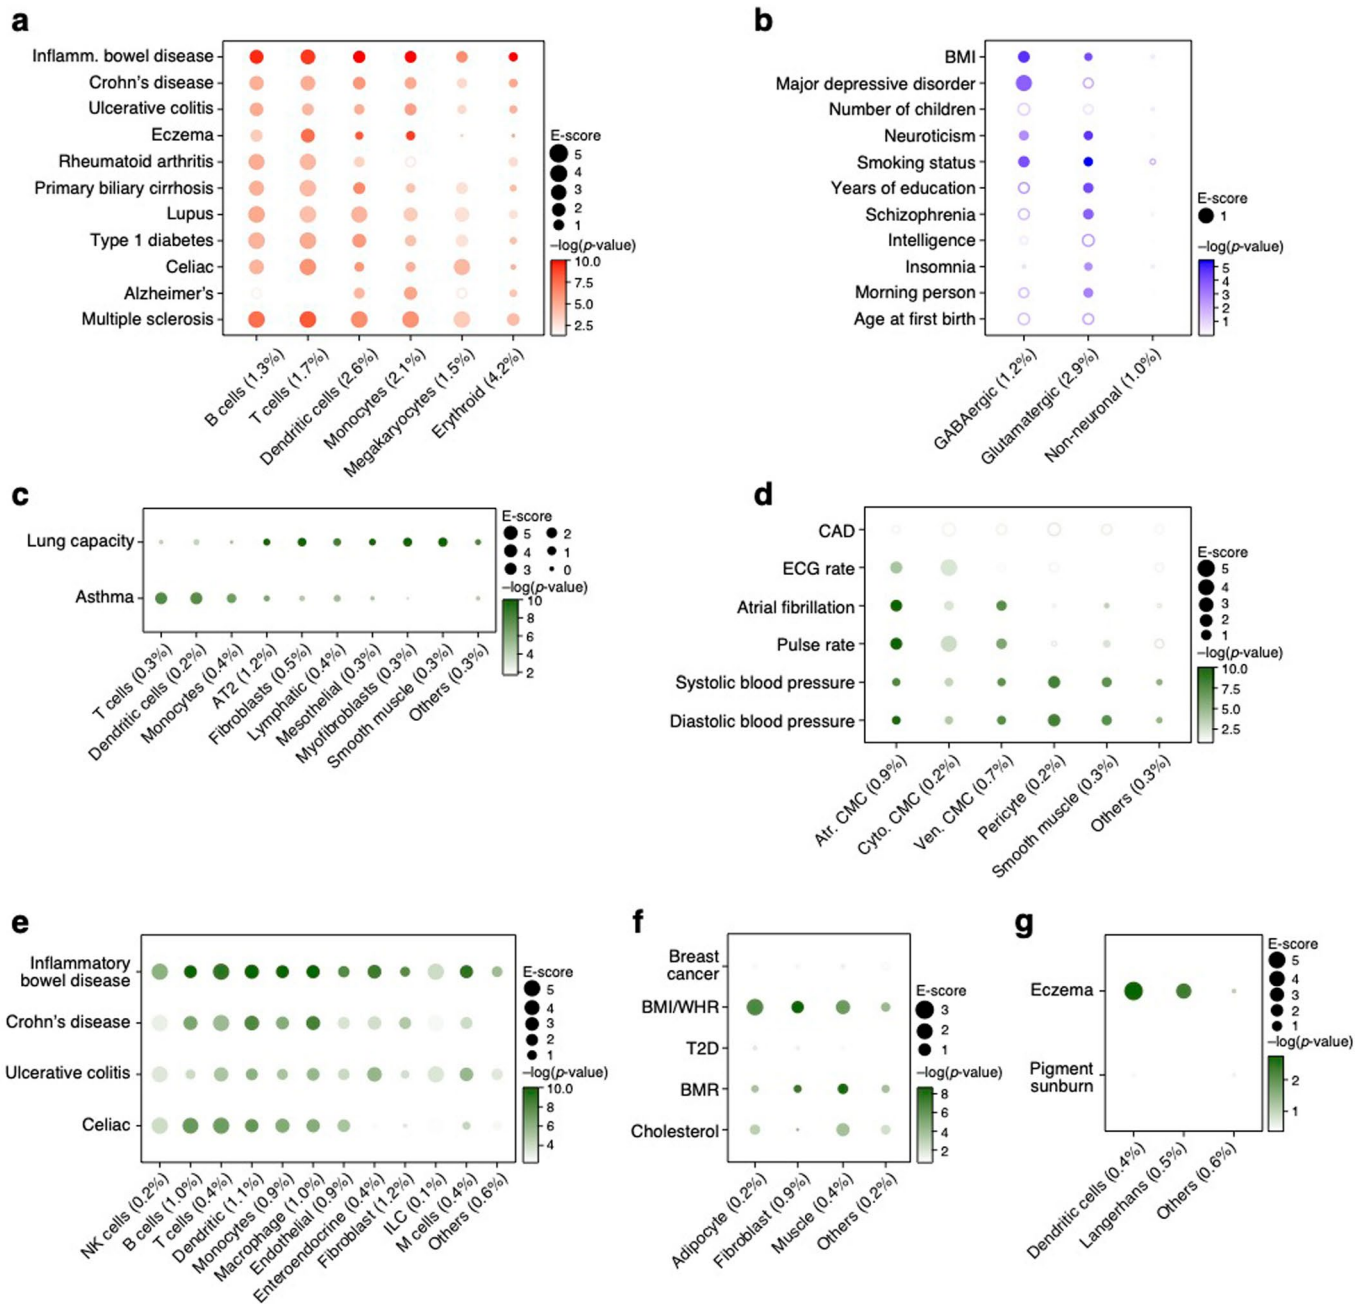 a
Inflamm. bowel disease
Crohn's disease
Ulcerative colitis
Eczema
Rheumatoid arthritis
Primary biliary cirrhosis
Lupus
Type 1 diabetes
Celiac
Alzheimer's
Multiple sclerosis
B cells (1.3%)
T cells (1.7%)
Dendritic cells (2.6%)
Monocytes (2.1%)
Megakaryocytes (1.5%)
Erythroid (4.2%)
E-score
5
4
3
2
1
−log(p-value)
10.0
7.5
5.0
2.5
b
BMI
Major depressive disorder
Number of children
Neuroticism
Smoking status
Years of education
Schizophrenia
Intelligence
Insomnia
Morning person
Age at first birth
GABAergic (1.2%)
Glutamatergic (2.9%)
Non-neuronal (1.0%)
E-score
1
−log(p-value)
5
4
3
2
1
c
Lung capacity
Asthma
T cells (0.3%)
Dendritic cells (0.2%)
Monocytes (0.4%)
AT2 (1.2%)
Fibroblasts (0.5%)
Lymphatic (0.4%)
Mesothelial (0.3%)
Myofibroblasts (0.3%)
Smooth muscle (0.3%)
Others (0.3%)
E-score
5 2
4 1
3 0
−log(p-value)
10
8
6
4
2
d
CAD
ECG rate
Atrial fibrillation
Pulse rate
Systolic blood pressure
Diastolic blood pressure
Atr. CMC (0.9%)
Cyto. CMC (0.2%)
Ven. CMC (0.7%)
Pericyte (0.2%)
Smooth muscle (0.3%)
Others (0.3%)
E-score
5
4
3
2
1
−log(p-value)
10.0
7.5
5.0
2.5
e
Inflammatory
bowel disease
Crohn's disease
Ulcerative colitis
Celiac
NK cells (0.2%)
B cells (1.0%)
T cells (0.4%)
Dendritic (1.1%)
Monocytes (0.9%)
Macrophage (1.0%)
Endothelial (0.9%)
Enteroendocrine (0.4%)
Fibroblast (1.2%)
ILC (0.1%)
M cells (0.4%)
Others (0.6%)
E-score
5
4
3
2
1
−log(p-value)
10.0
8
6
4
f
Breast
cancer
BMI/WHR
T2D
BMR
Cholesterol
Adipocyte (0.2%)
Fibroblast (0.9%)
Muscle (0.4%)
Others (0.2%)
E-score
3
2
1
−log(p-value)
8
6
4
2
g
Eczema
Pigment
sunburn
Dendritic cells (0.4%)
Langerhans (0.5%)
Others (0.6%)
E-score
5
4
3
2
1
−log(p-value)
2
1